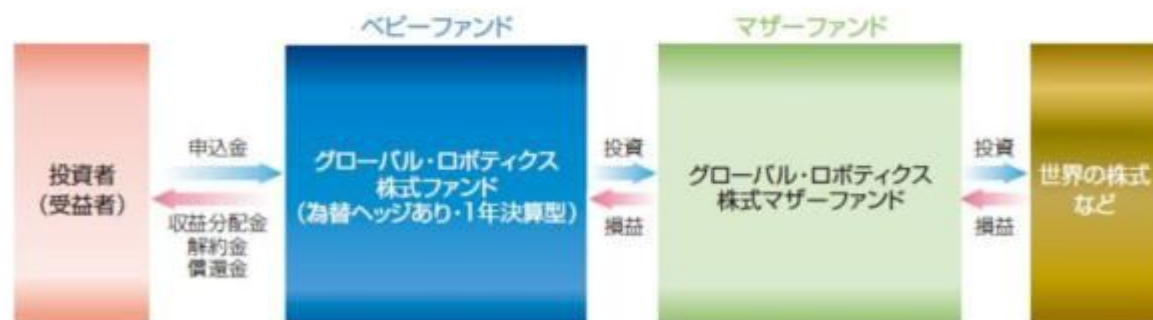 ベビーファンド
マザーファンド
投資者
(受益者)
申込金
収益分配金
解約金
償還金
グローバル・ロボティクス
株式ファンド
(為替ヘッジあり・1年決算型)
投資
損益
グローバル・ロボティクス
株式マザーファンド
投資
損益
世界の株式
など